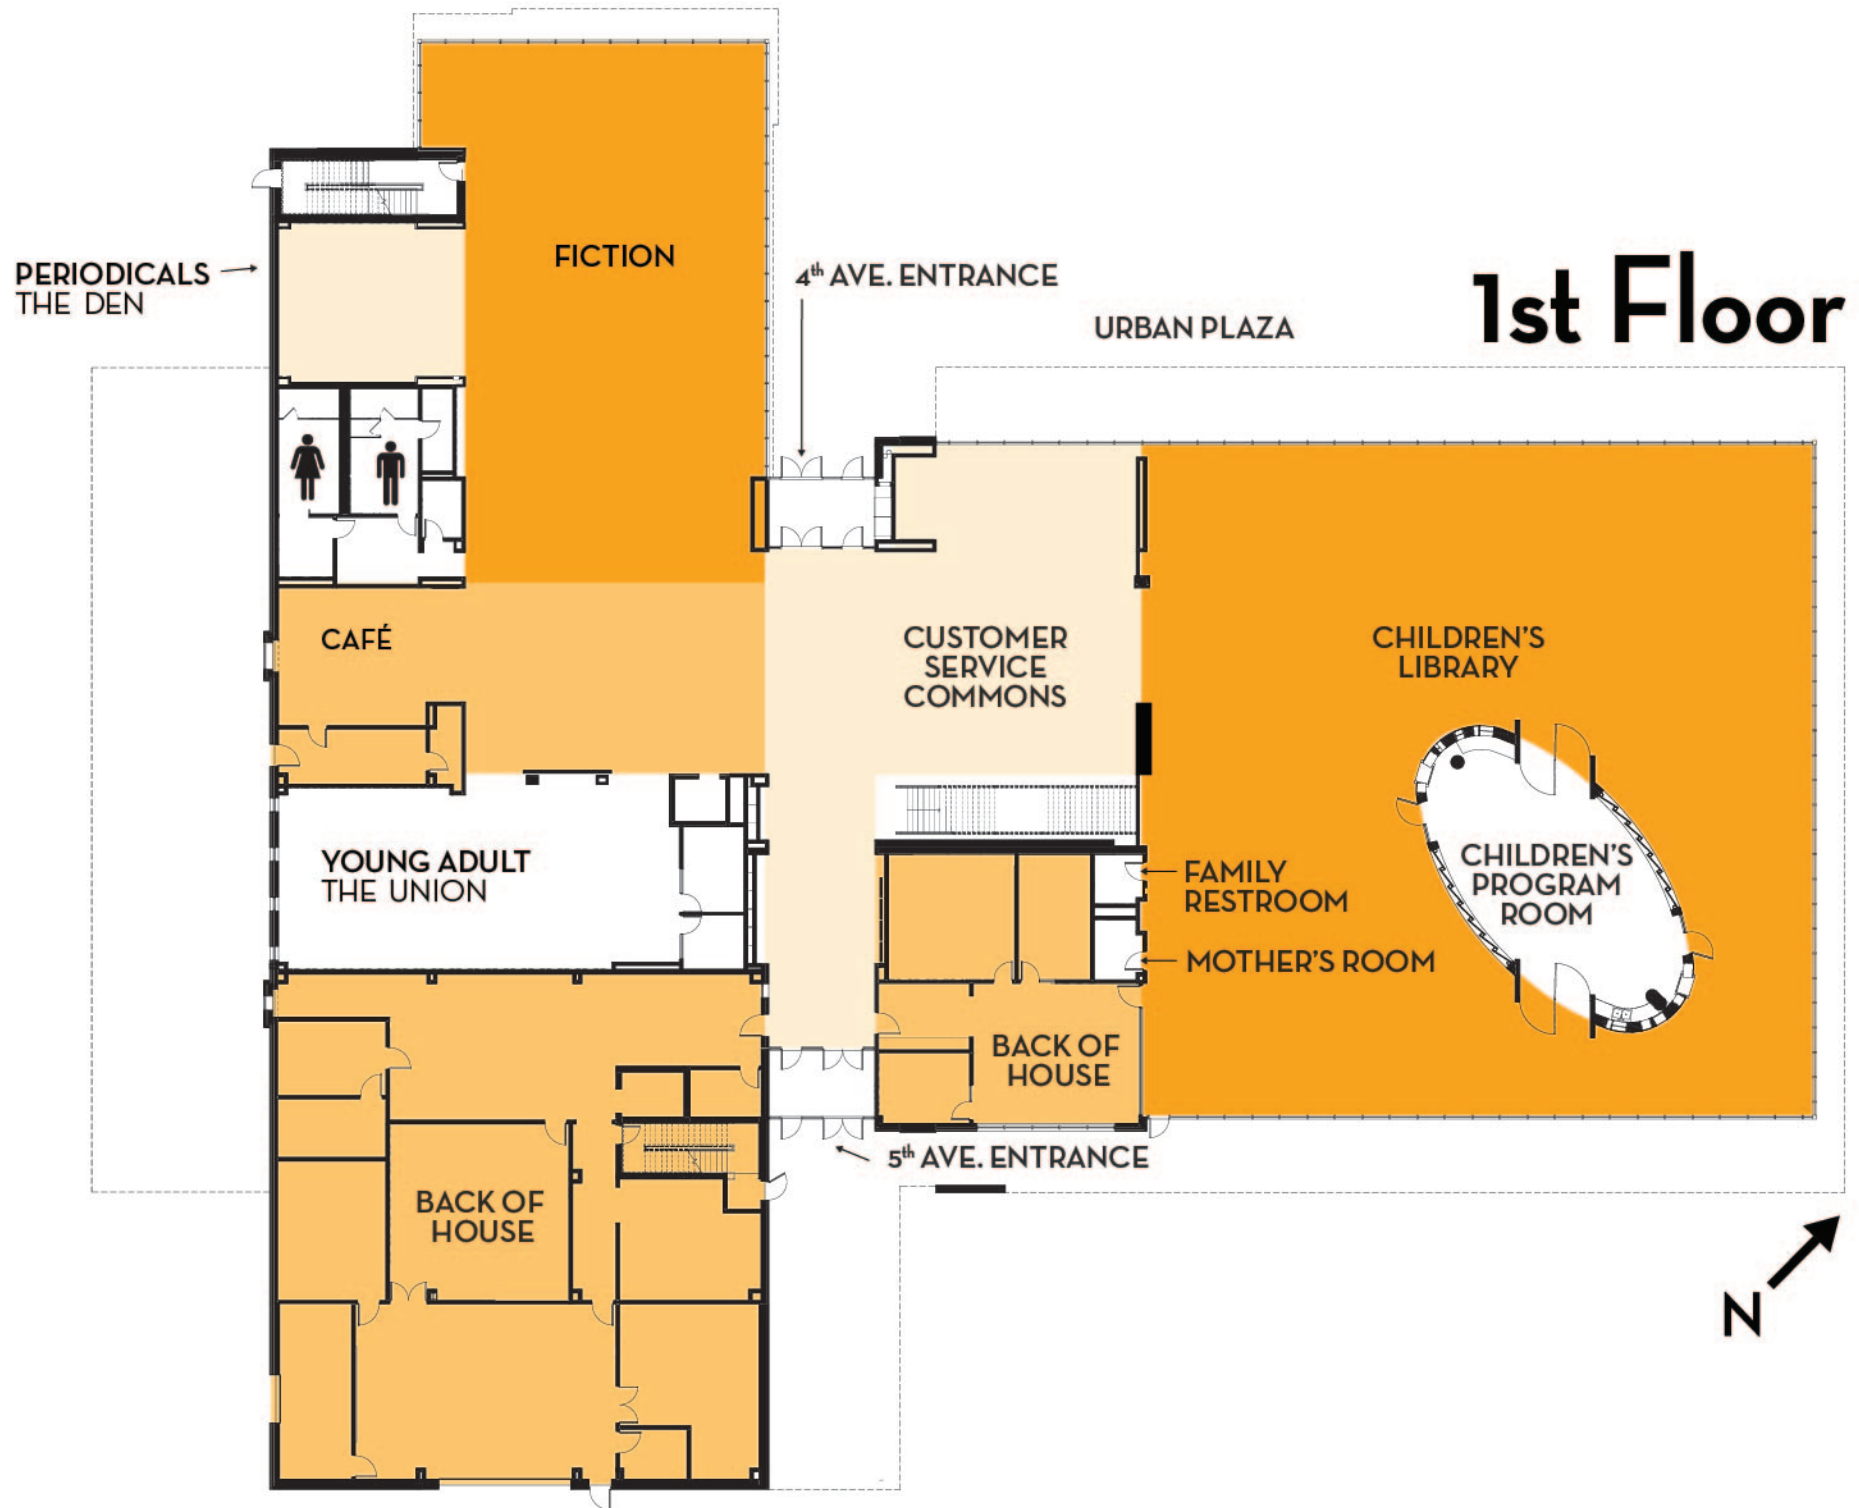 1st Floor
FICTION
PERIODICALS
THE DEN
4th AVE. ENTRANCE
URBAN PLAZA
CAFÉ
CUSTOMER
SERVICE
COMMONS
CHILDREN'S
LIBRARY
YOUNG ADULT
THE UNION
FAMILY
RESTROOM
CHILDREN'S
PROGRAM
ROOM
MOTHER'S ROOM
BACK OF
HOUSE
5th AVE. ENTRANCE
BACK OF
HOUSE
N